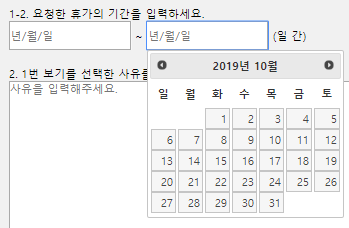 1-2. 요청한 휴가의 기간을 입력하세요.
년/월/일 ~ 년/월/일 (일 간)
2019년 10월
2. 1번 보기를 선택한 사유를
사유을 입력해주세요.
일 월 화 수 목 금 토
1 2 3 4 5
6 7 8 9 10 11 12
13 14 15 16 17 18 19
20 21 22 23 24 25 26
27 28 29 30 31